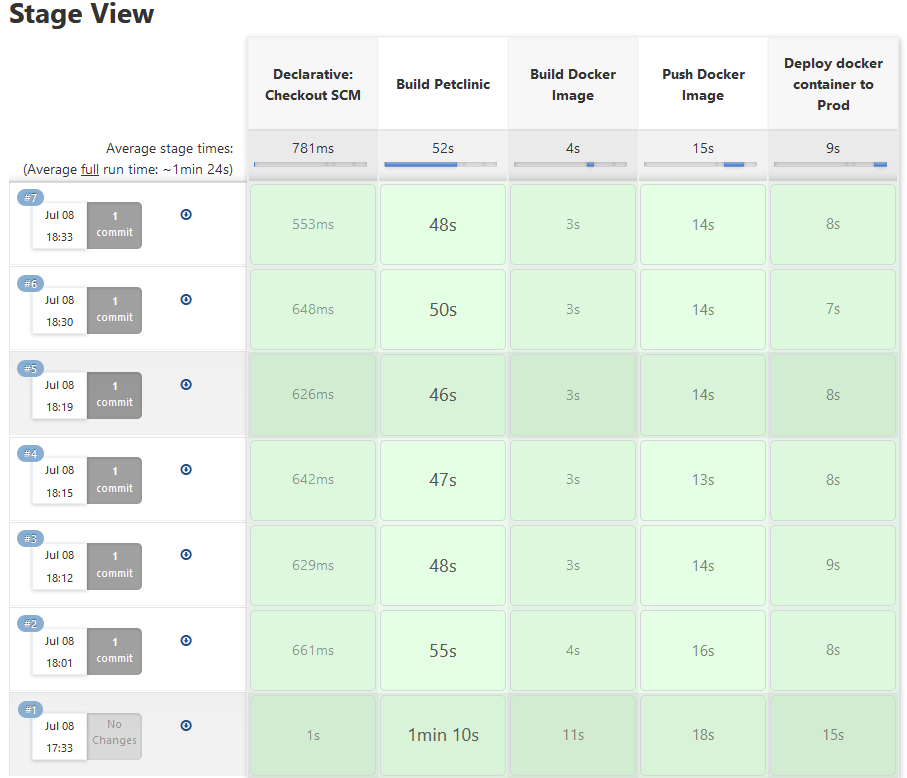 Stage View
Declarative: Checkout SCM
Build Petclinic
Build Docker Image
Push Docker Image
Deploy docker container to Prod
Average stage times:
(Average full run time: ~1min 24s)
781ms
52s
4s
15s
9s
#7
Jul 08
18:33
1
commit
553ms
48s
3s
14s
8s
#6
Jul 08
18:30
1
commit
648ms
50s
3s
14s
7s
#5
Jul 08
18:19
1
commit
626ms
46s
3s
14s
8s
#4
Jul 08
18:15
1
commit
642ms
47s
3s
13s
8s
#3
Jul 08
18:12
1
commit
629ms
48s
3s
14s
9s
#2
Jul 08
18:01
1
commit
661ms
55s
4s
16s
8s
#1
Jul 08
17:33
No
Changes
1s
1min 10s
11s
18s
15s